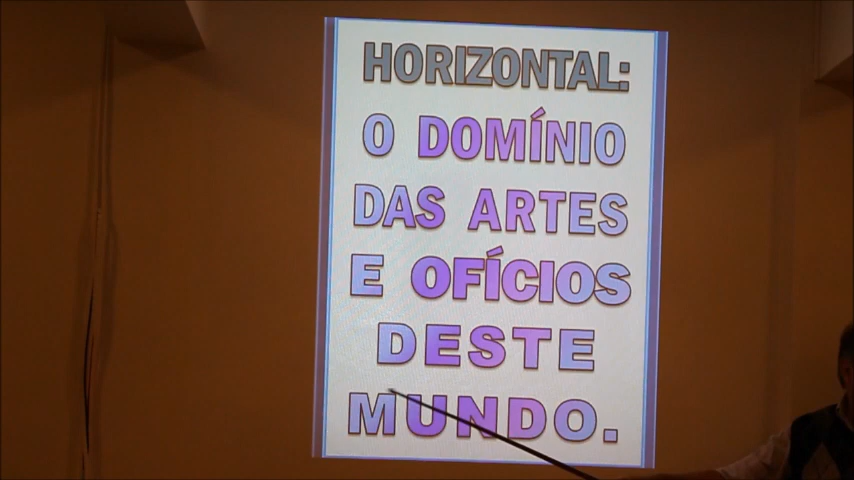 HORIZONTAL:
O DOMÍNIO
DAS ARTES
E OFÍCIOS
DESTE
MUNDO.